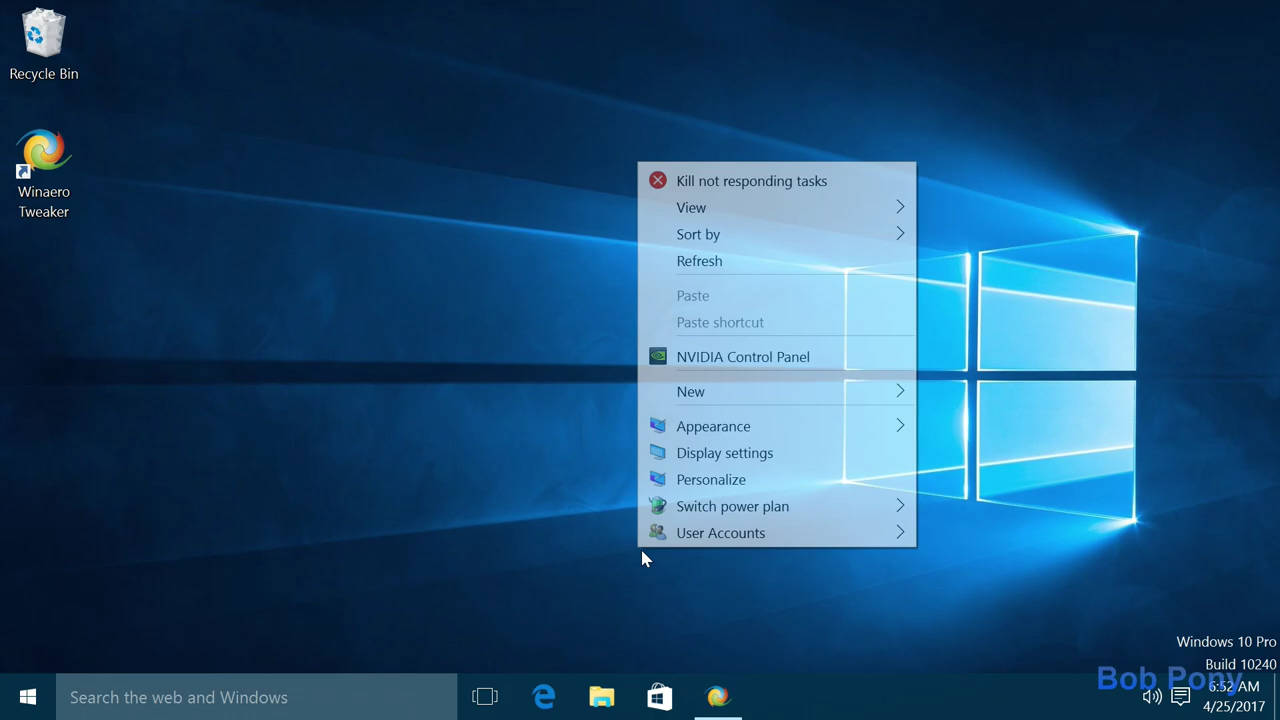 Recycle Bin
Winaero
Tweaker
Kill not responding tasks
View
Sort by
Refresh
Paste
Paste shortcut
NVIDIA Control Panel
New
Appearance
Display settings
Personalize
Switch power plan
User Accounts
Windows 10 Pro
Build 10240
Bob Pony
Search the web and Windows
6:52 AM
4/25/2017